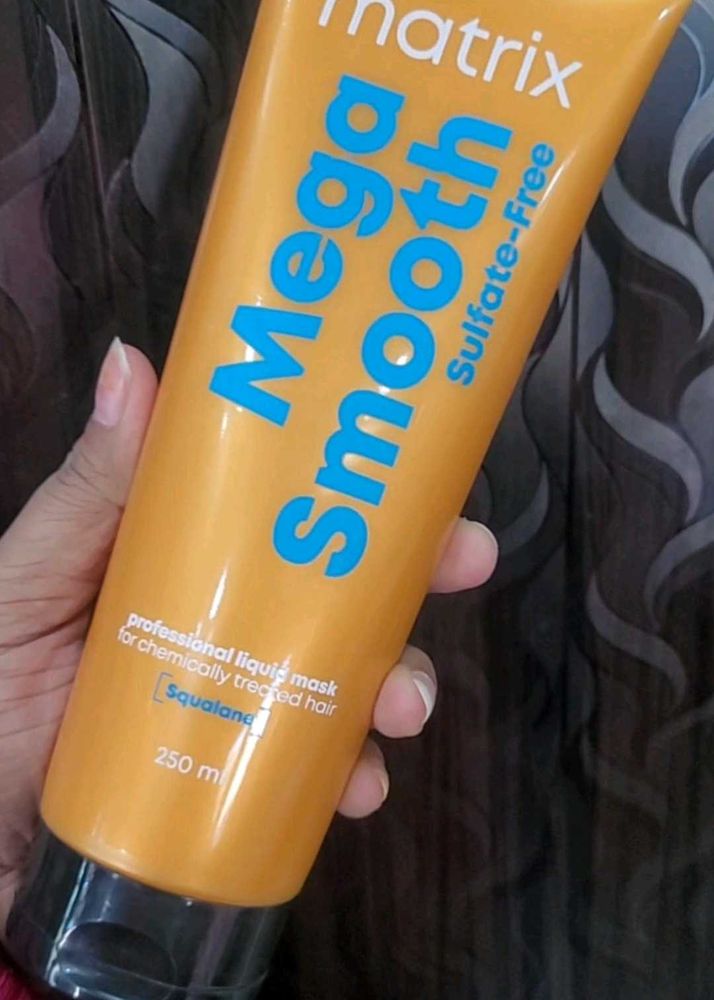 matrix
Mega
Smooth
Sulfate-Free
professional liquid mask
for chemically treated hair
[Squalane]
250 ml